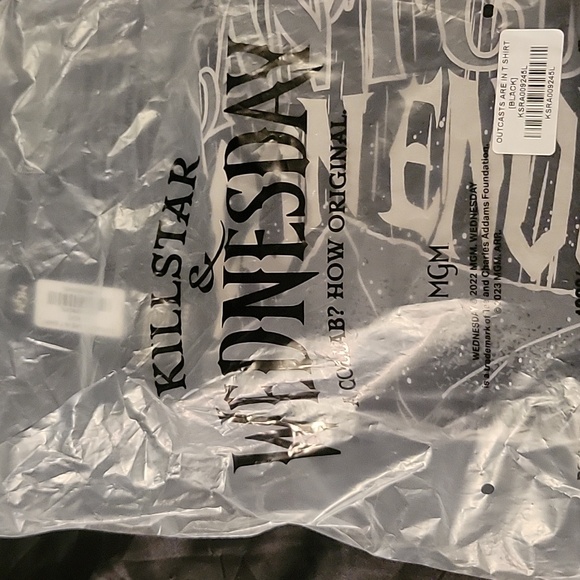 KILLSTAR
&
WEDNESDAY
A COLLAB? HOW ORIGINAL.
MGM
WEDNESDAY © 2022 MGM. WEDNESDAY
is a trademark of Tee and Charles Addams Foundation.
© 2023 MGM. ARR.
OUTCASTS ARE IN T SHIRT
[BLACK]
KSRA009245L
KSRA009245L